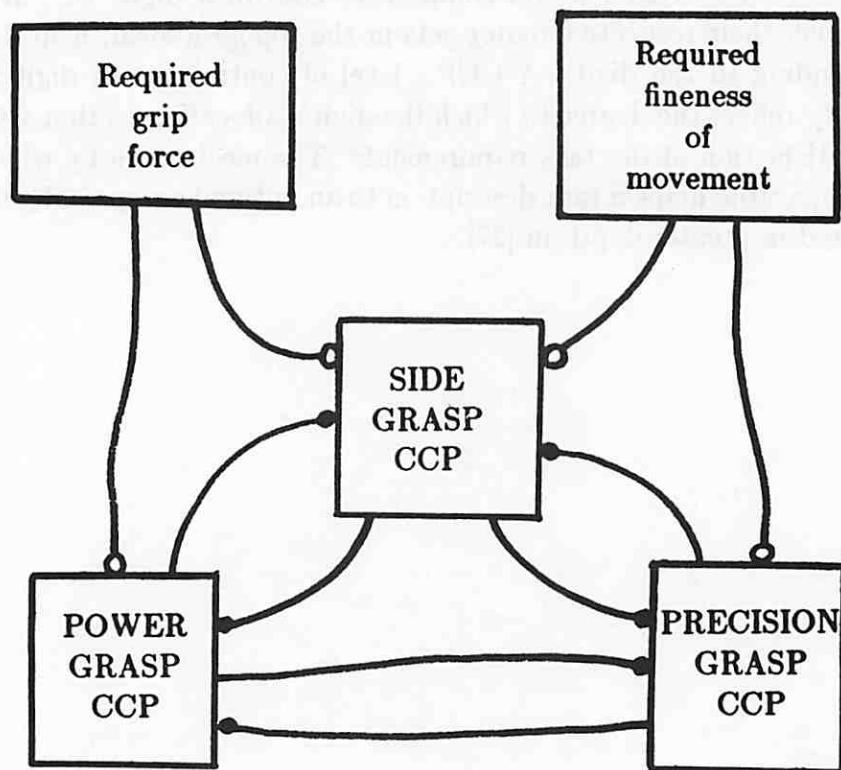 Required
grip
force
Required
fineness
of
movement
SIDE
GRASP
CCP
POWER
GRASP
CCP
PRECISION
GRASP
CCP